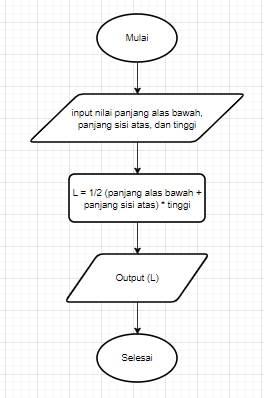 Mulai
input nilai panjang alas bawah,
panjang sisi atas, dan tinggi
L = 1/2 (panjang alas bawah +
panjang sisi atas) * tinggi
Output (L)
Selesai